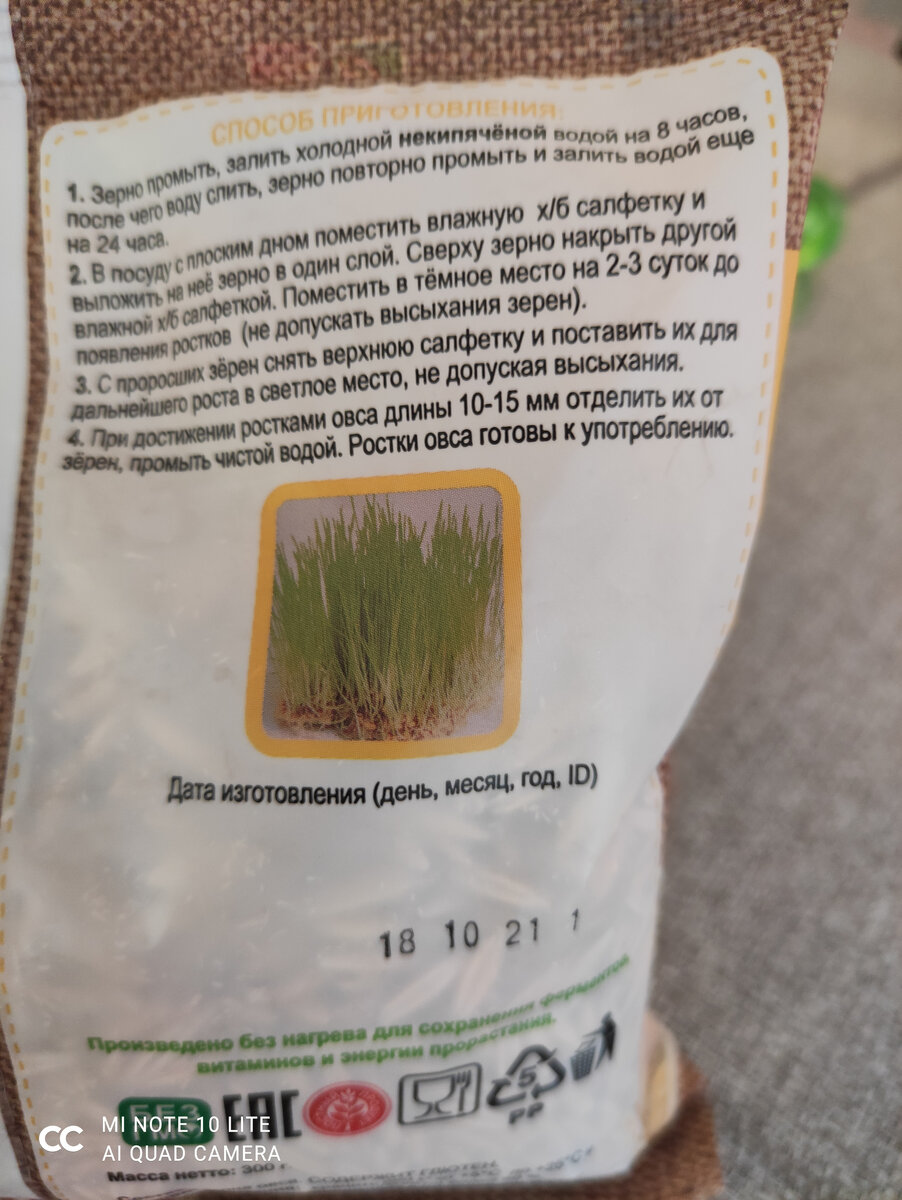 СПОСОБ ПРИГОТОВЛЕНИЯ:
1. Зерно промыть, залить холодной некипячёной водой на 8 часов,
после чего воду слить, зерно повторно промыть и залить водой еще
на 24 часа.
2. В посуду с плоским дном поместить влажную х/б салфетку и
выложить на неё зерно в один слой. Сверху зерно накрыть другой
влажной х/б салфеткой. Поместить в тёмное место на 2-3 суток до
появления ростков (не допускать высыхания зерен).
3. С проросших зёрен снять верхнюю салфетку и поставить их для
дальнейшего роста в светлое место, не допуская высыхания.
4. При достижении ростками овса длины 10-15 мм отделить их от
зёрен, промыть чистой водой. Ростки овса готовы к употреблению.
Дата изготовления (день, месяц, год, ID)
18 10 21 1
Произведено без нагрева для сохранения ферментов
витаминов и энергии прорастания.
БЕЗ
ГМО
EAC
5
PP
MI NOTE 10 LITE
AI QUAD CAMERA
Масса нетто: 300 г.